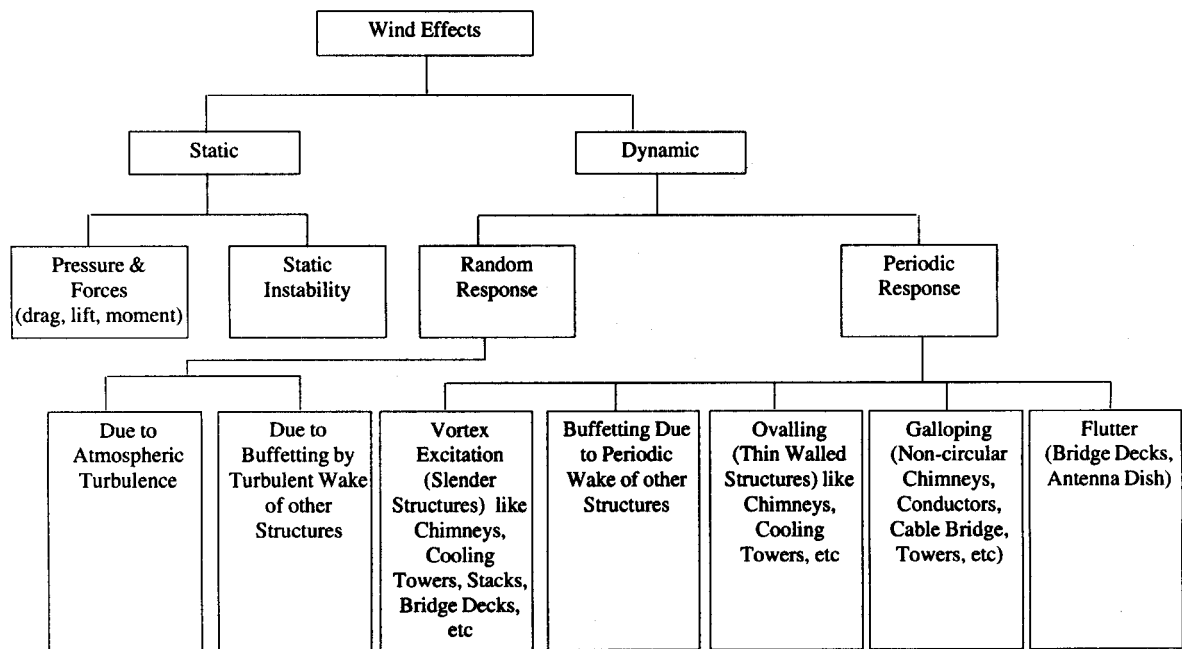 Wind Effects
Static
Dynamic
Pressure &
Forces
(drag, lift, moment)
Static
Instability
Random
Response
Periodic
Response
Due to
Atmospheric
Turbulence
Due to
Buffetting by
Turbulent Wake
of other
Structures
Vortex
Excitation
(Slender
Structures) like
Chimneys,
Cooling
Towers, Stacks,
Bridge Decks,
etc
Buffetting Due
to Periodic
Wake of other
Structures
Ovalling
(Thin Walled
Structures) like
Chimneys,
Cooling
Towers, etc
Galloping
(Non-circular
Chimneys,
Conductors,
Cable Bridge,
Towers, etc)
Flutter
(Bridge Decks,
Antenna Dish)